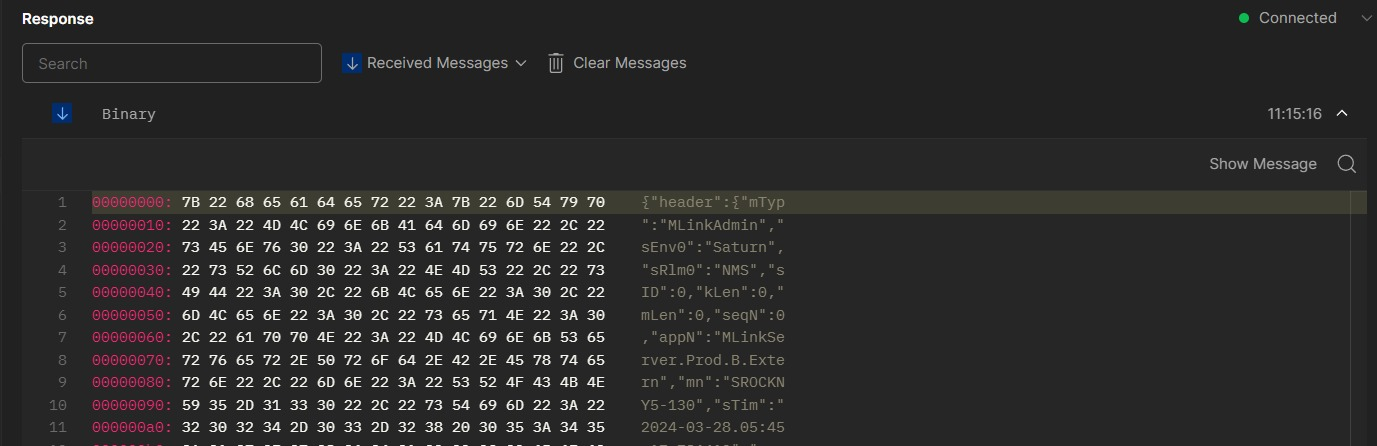 Response
Connected
Search
Received Messages
Clear Messages
Binary
11:15:16
Show Message
1 00000000: 7B 22 68 65 61 64 65 72 22 3A 7B 22 6D 54 79 70 {"header":{"mTyp
2 00000010: 22 3A 22 4D 4C 69 6E 6B 41 64 6D 69 6E 22 2C 22 ":"MLinkAdmin","
3 00000020: 73 45 6E 76 30 22 3A 22 53 61 74 75 72 6E 22 2C sEnv0":"Saturn",
4 00000030: 22 73 52 6C 6D 30 22 3A 22 4E 4D 53 22 2C 22 73 "sRlm0":"NMS","s
5 00000040: 49 44 22 3A 30 2C 22 6B 4C 65 6E 22 3A 30 2C 22 ID":0,"kLen":0,"
6 00000050: 6D 4C 65 6E 22 3A 30 2C 22 73 65 71 4E 22 3A 30 mLen":0,"seqN":0
7 00000060: 2C 22 61 70 70 4E 22 3A 22 4D 4C 69 6E 6B 53 65 ,"appN":"MLinkSe
8 00000070: 72 76 65 72 2E 50 72 6F 64 2E 42 2E 45 78 74 65 rver.Prod.B.Exte
9 00000080: 72 6E 22 2C 22 6D 6E 22 3A 22 53 52 4F 43 4B 4E rn","mn":"SROCKN
10 00000090: 59 35 2D 31 33 30 22 2C 22 73 54 69 6D 22 3A 22 Y5-130","sTim":"
11 000000a0: 32 30 32 34 2D 30 33 2D 32 38 20 30 35 3A 34 35 2024-03-28.05:45